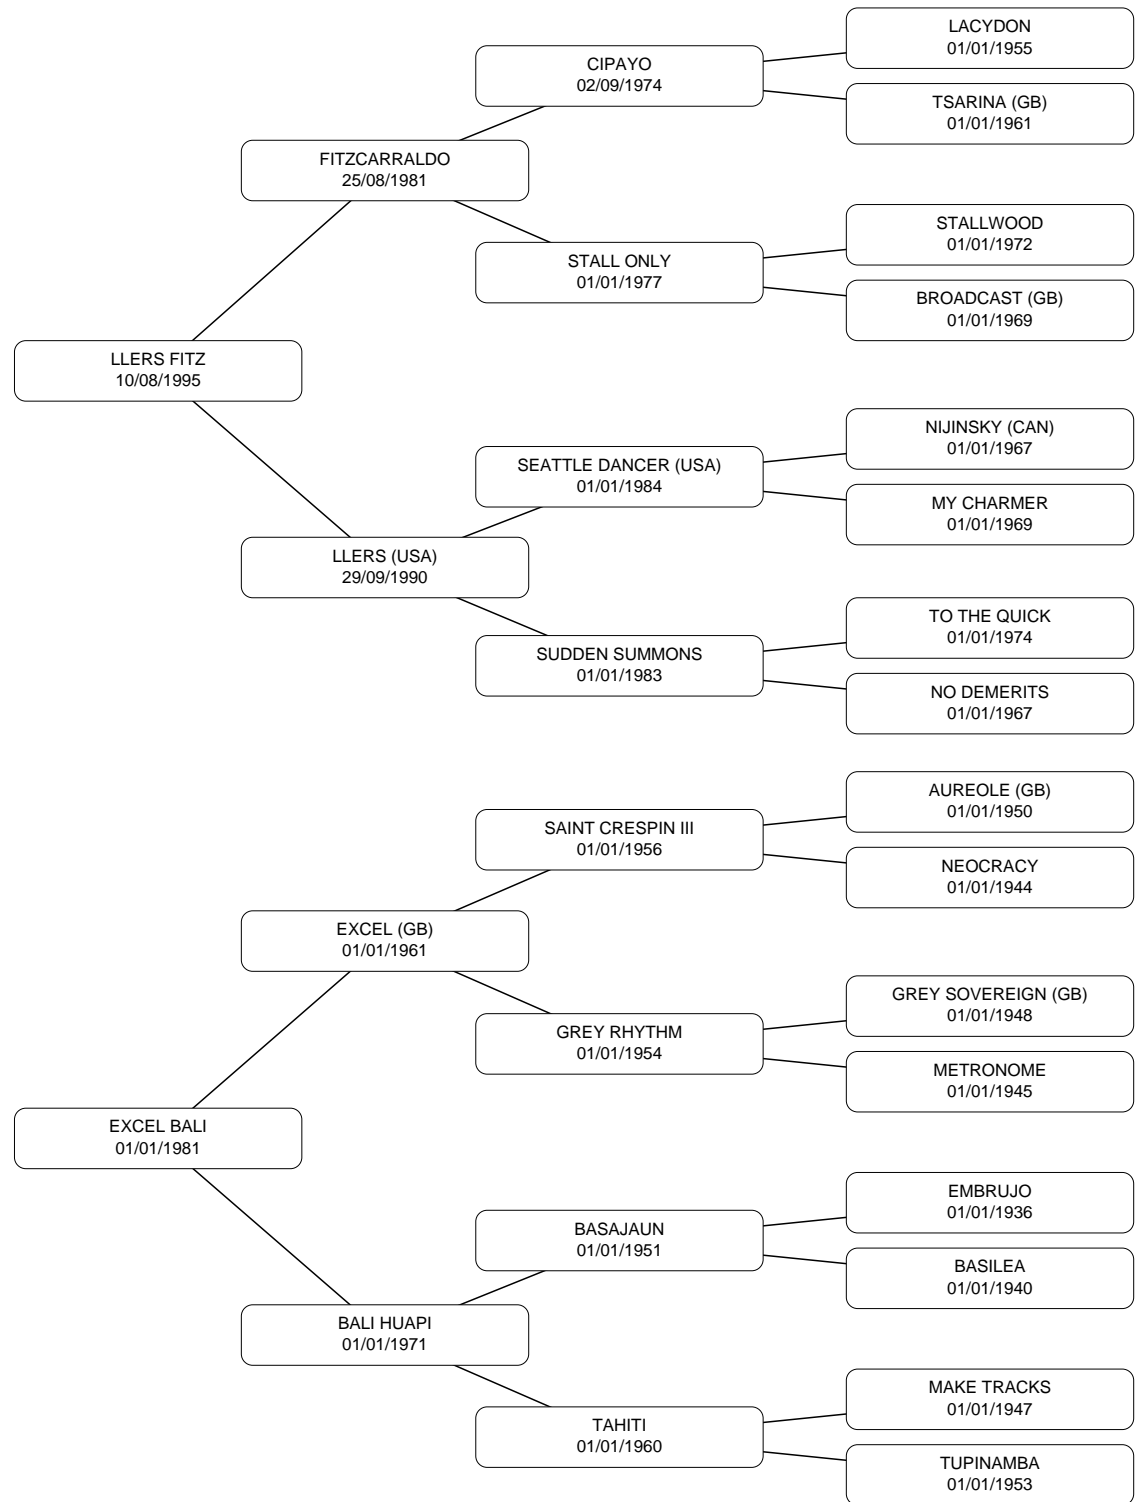 LACYDON
01/01/1955
CIPAYO
02/09/1974
TSARINA (GB)
01/01/1961
FITZCARRALDO
25/08/1981
STALLWOOD
01/01/1972
STALL ONLY
01/01/1977
BROADCAST (GB)
01/01/1969
LLERS FITZ
10/08/1995
NIJINSKY (CAN)
01/01/1967
SEATTLE DANCER (USA)
01/01/1984
MY CHARMER
01/01/1969
LLERS (USA)
29/09/1990
TO THE QUICK
01/01/1974
SUDDEN SUMMONS
01/01/1983
NO DEMERITS
01/01/1967
AUREOLE (GB)
01/01/1950
SAINT CRESPIN III
01/01/1956
NEOCRACY
01/01/1944
EXCEL (GB)
01/01/1961
GREY SOVEREIGN (GB)
01/01/1948
GREY RHYTHM
01/01/1954
METRONOME
01/01/1945
EXCEL BALI
01/01/1981
EMBRUJO
01/01/1936
BASAJAUN
01/01/1951
BASILEA
01/01/1940
BALI HUAPI
01/01/1971
MAKE TRACKS
01/01/1947
TAHITI
01/01/1960
TUPINAMBA
01/01/1953